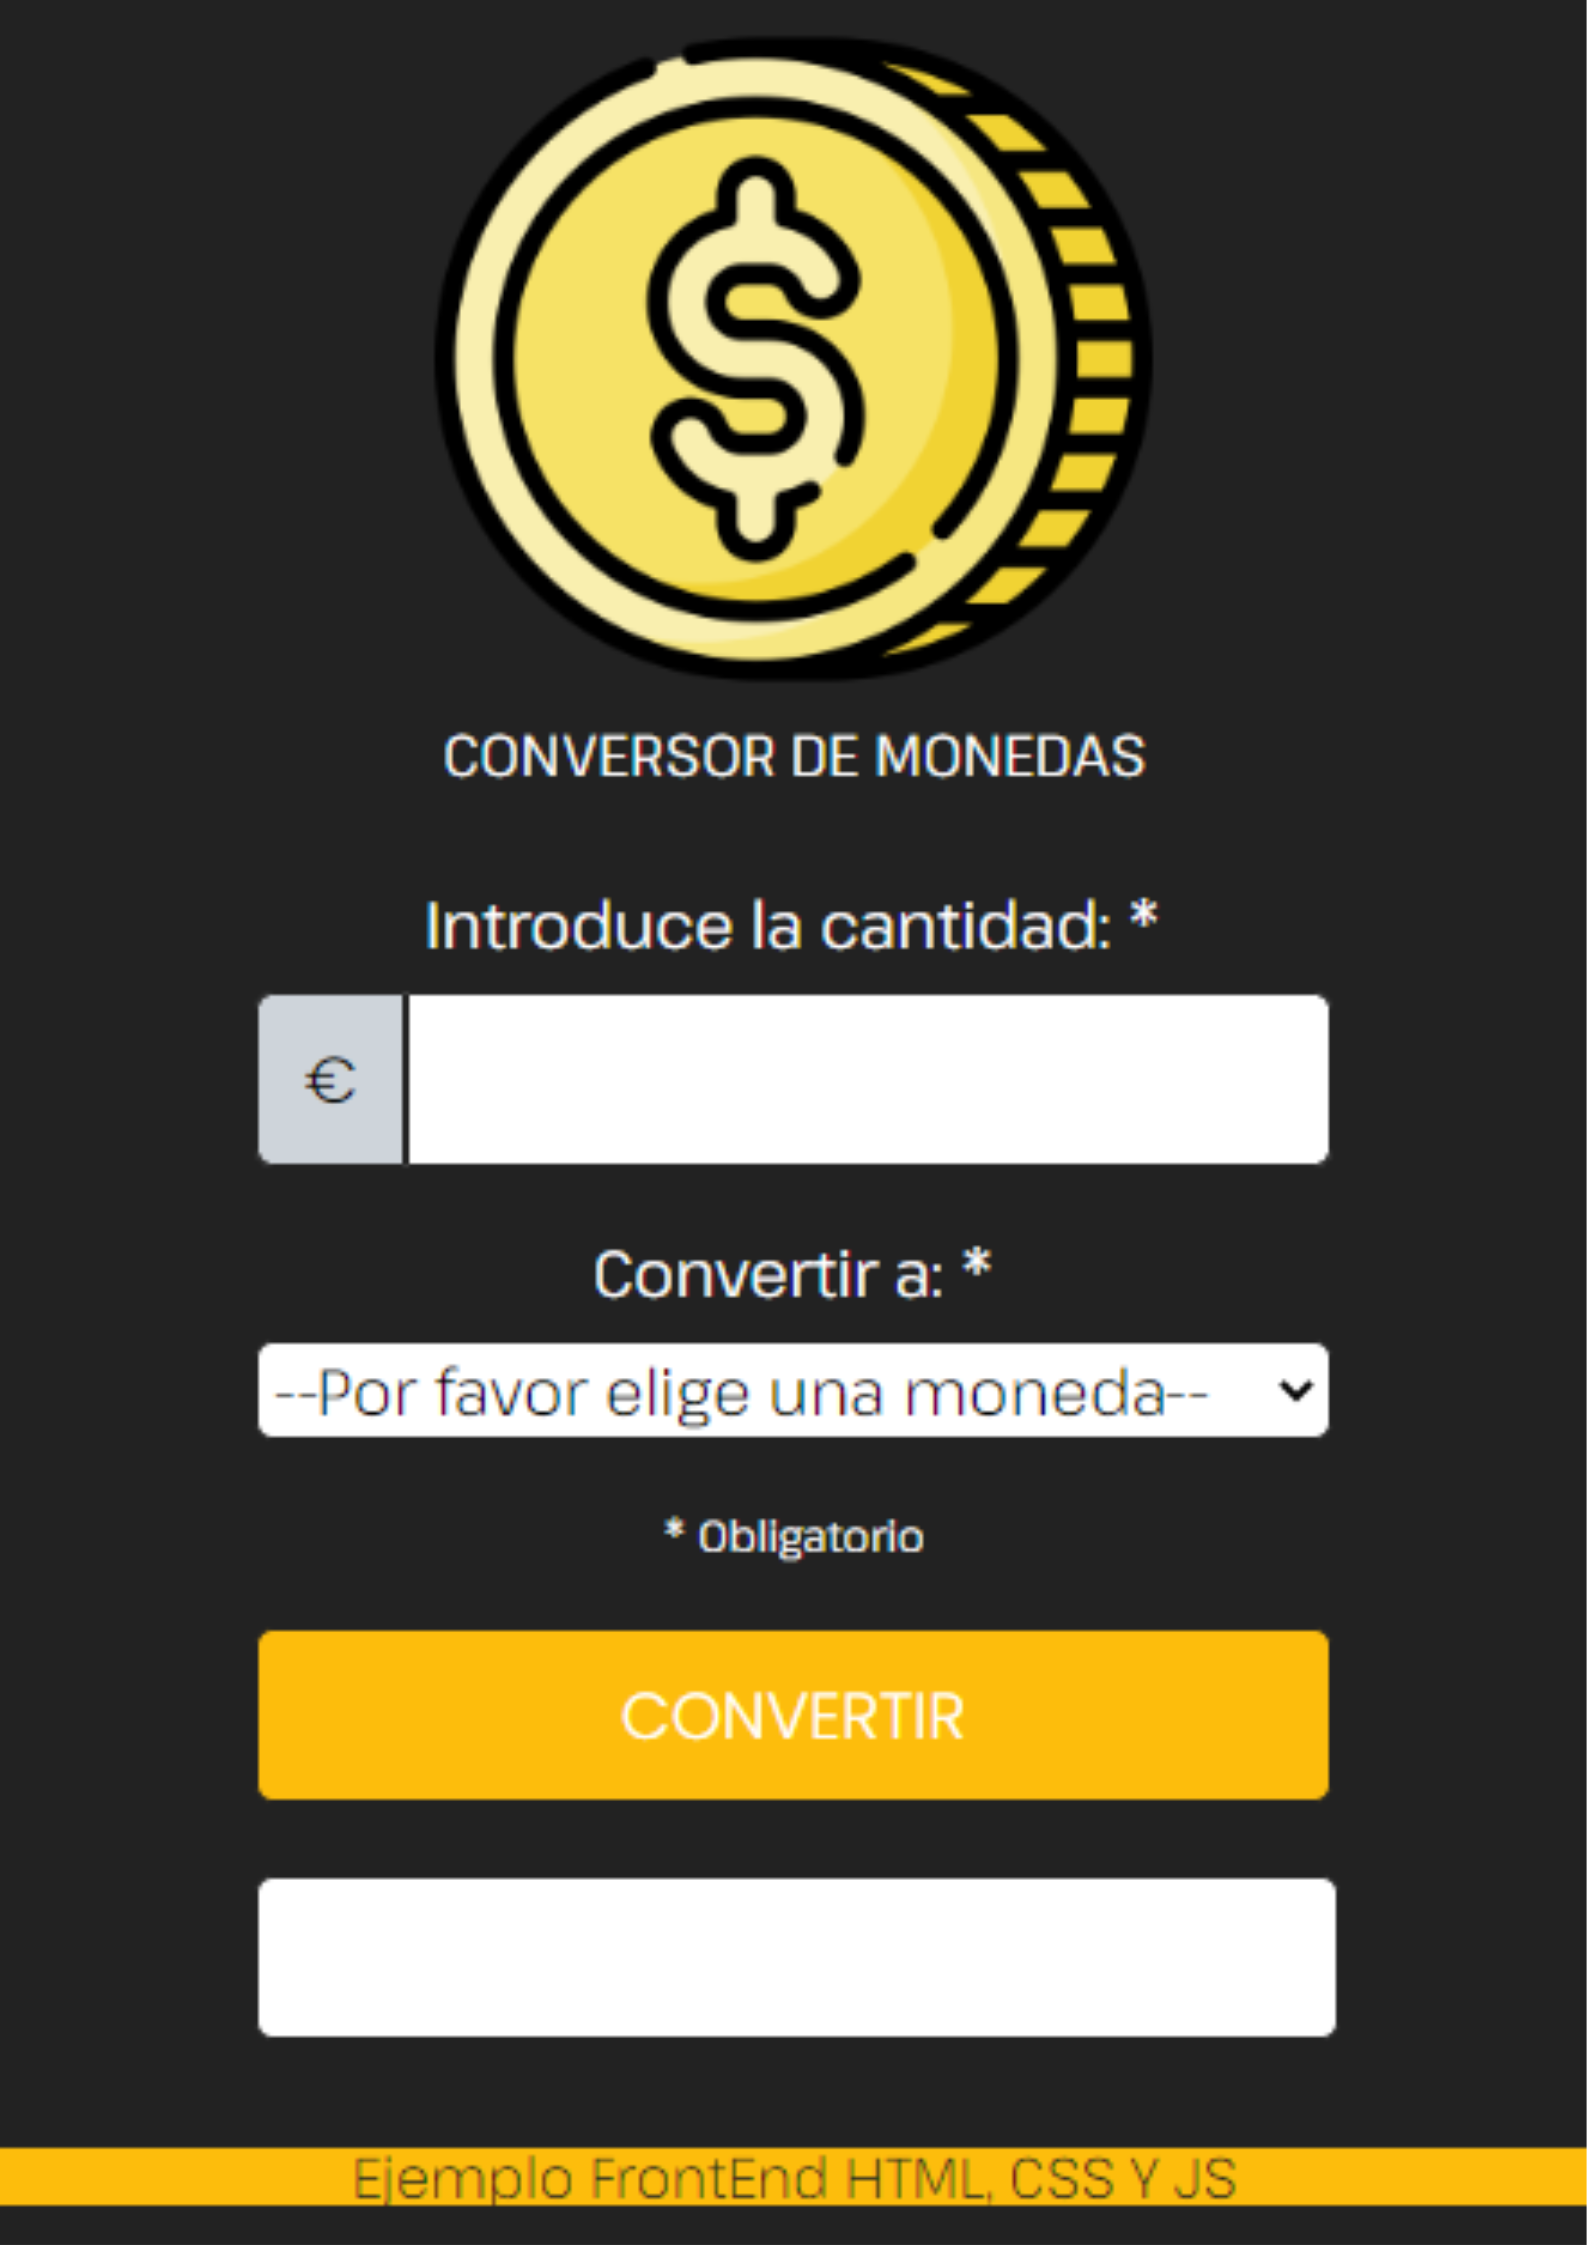 $
CONVERSOR DE MONEDAS
Introduce la cantidad: *
€
Convertir a: *
--Por favor elige una moneda--
* Obligatorio
CONVERTIR
Ejemplo FrontEnd HTML, CSS Y JS